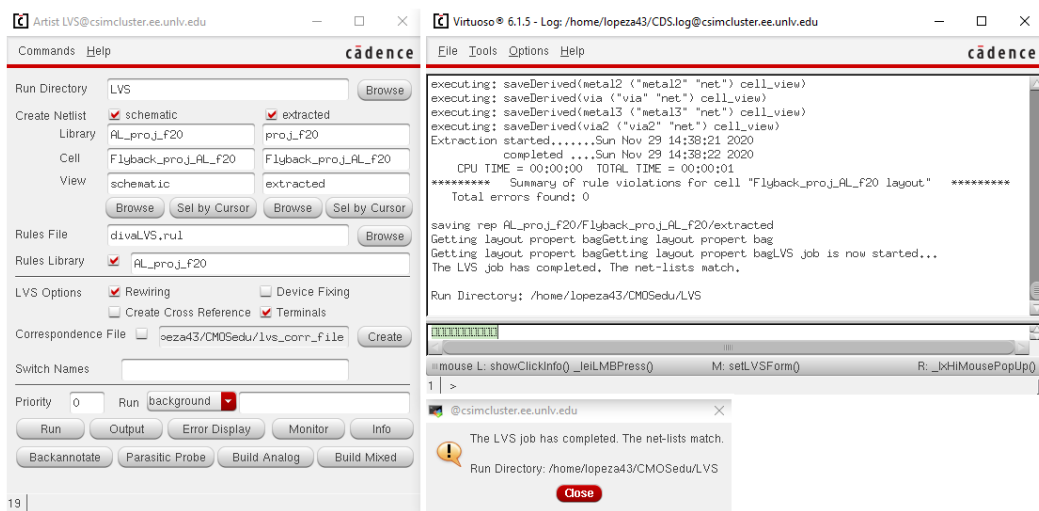 Artist LVS@csimcluster.ee.unlv.edu
Commands Help cādence
Run Directory LVS Browse
Create Netlist schematic extracted
Library AL_proj_f20 proj_f20
Cell Flyback_proj_AL_f20 Flyback_proj_AL_f20
View schematic extracted
Browse Sel by Cursor Browse Sel by Cursor
Rules File divaLVS.rul Browse
Rules Library AL_proj_f20
LVS Options Rewiring Device Fixing
Create Cross Reference Terminals
Correspondence File peza43/CMOSedu/lvs_corr_file Create
Switch Names
Priority 0 Run background
Run Output Error Display Monitor Info
Backannotate Parasitic Probe Build Analog Build Mixed
19
Virtuoso® 6.1.5 - Log: /home/lopeza43/CDS.log@csimcluster.ee.unlv.edu
File Tools Options Help cādence
executing: saveDerived(metal2 ("metal2" "net") cell_view)
executing: saveDerived(via ("via" "net") cell_view)
executing: saveDerived(metal3 ("metal3" "net") cell_view)
executing: saveDerived(via2 ("via2" "net") cell_view)
Extraction started.......Sun Nov 29 14:38:21 2020
completed ....Sun Nov 29 14:38:22 2020
CPU TIME = 00:00:00 TOTAL TIME = 00:00:01
********* Summary of rule violations for cell "Flyback_proj_AL_f20 layout" *********
Total errors found: 0
saving rep AL_proj_f20/Flyback_proj_AL_f20/extracted
Getting layout propert bagGetting layout propert bag
Getting layout propert bagGetting layout propert bagLVS job is now started...
The LVS job has completed. The net-lists match.
Run Directory: /home/lopeza43/CMOSedu/LVS
mouse L: showClickInfo() _leiLMBPress() M: setLVSForm() R: _lxHiMousePopUp()
1 >
@csimcluster.ee.unlv.edu
The LVS job has completed. The net-lists match.
Run Directory: /home/lopeza43/CMOSedu/LVS
Close